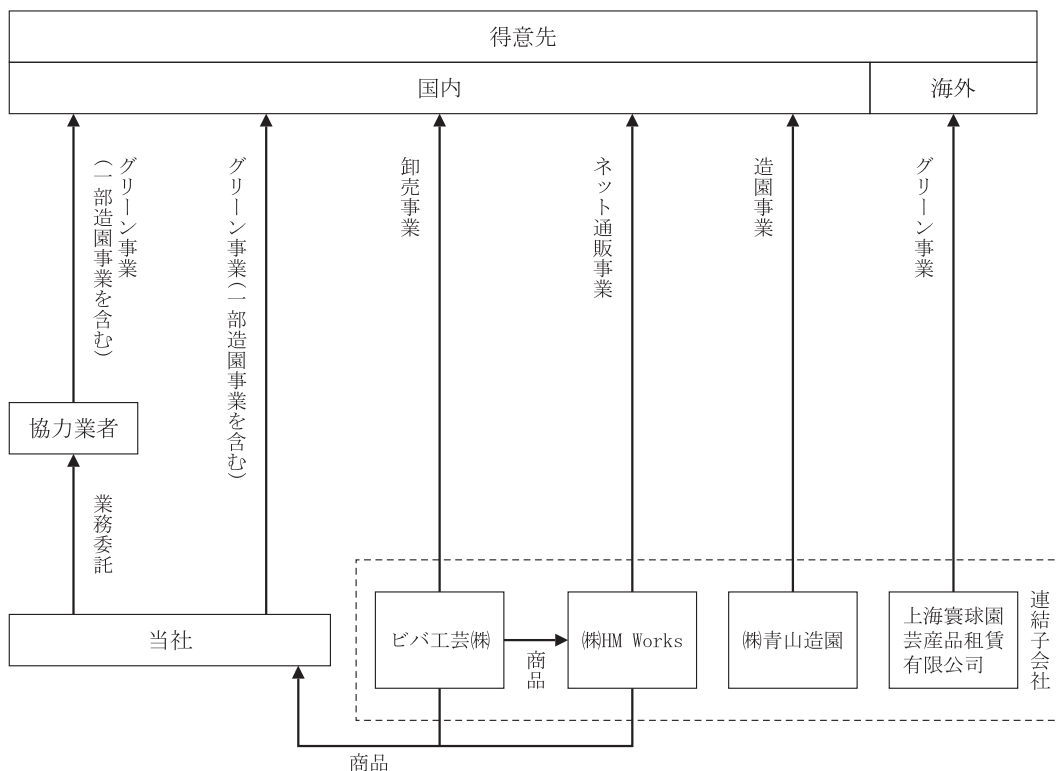 得意先
国内
海外
グリーン事業
（一部造園事業を含む）
グリーン事業（一部造園事業を含む）
卸売事業
ネット通販事業
造園事業
グリーン事業
協力業者
業務委託
当社
ビバ工芸㈱
商品
㈱HM Works
㈱青山造園
上海寰球園
芸産品租賃
有限公司
連結子会社
商品